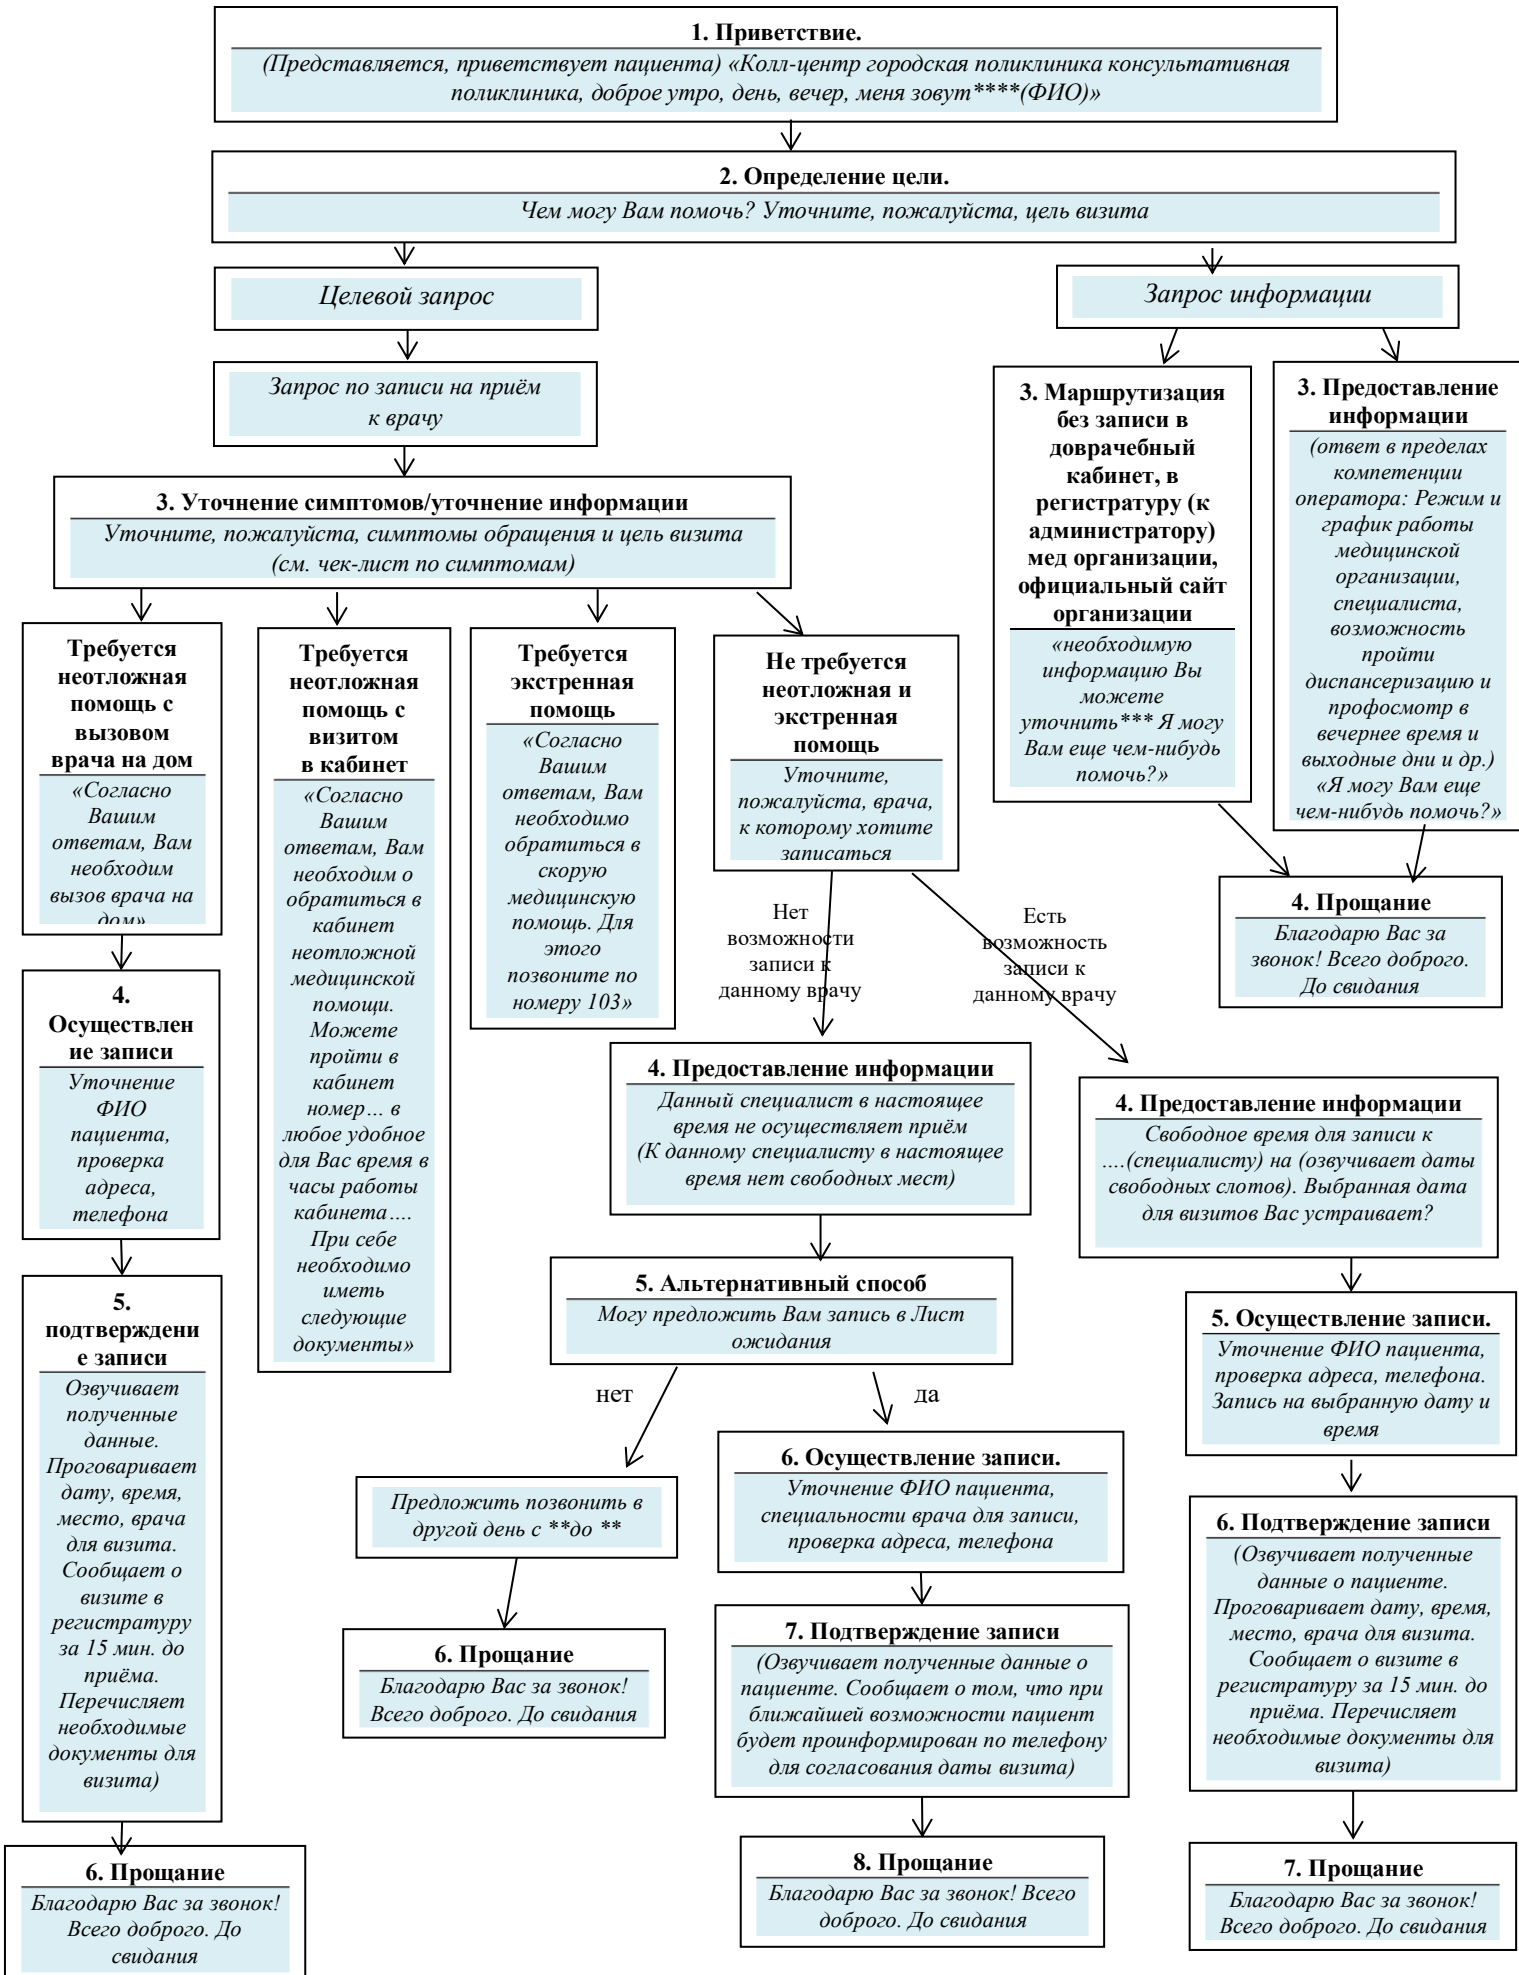 1. Приветствие.
(Представляется, приветствует пациента) «Колл-центр городская поликлиника консультативная
поликлиника, доброе утро, день, вечер, меня зовут****(ФИО)»
2. Определение цели.
Чем могу Вам помочь? Уточните, пожалуйста, цель визита
Целевой запрос
Запрос информации
Запрос по записи на приём
к врачу
3. Маршрутизация
без записи в
доврачебный
кабинет, в
регистратуру (к
администратору)
мед организации,
официальный сайт
организации
«необходимую
информацию Вы
можете
уточнить*** Я могу
Вам еще чем-нибудь
помочь?»
3. Предоставление
информации
(ответ в пределах
компетенции
оператора: Режим и
график работы
медицинской
организации,
специалиста,
возможность
пройти
диспансеризацию и
профосмотр в
вечернее время и
выходные дни и др.)
«Я могу Вам еще
чем-нибудь помочь?»
3. Уточнение симптомов/уточнение информации
Уточните, пожалуйста, симптомы обращения и цель визита
(см. чек-лист по симптомам)
Требуется
неотложная
помощь с
вызовом
врача на дом
«Согласно
Вашим
ответам, Вам
необходим
вызов врача на
дом»
Требуется
неотложная
помощь с
визитом
в кабинет
«Согласно
Вашим
ответам, Вам
необходим о
обратиться в
кабинет
неотложной
медицинской
помощи.
Можете
пройти в
кабинет
номер... в
любое удобное
для Вас время в
часы работы
кабинета....
При себе
необходимо
иметь
следующие
документы»
Требуется
экстренная
помощь
«Согласно
Вашим
ответам, Вам
необходимо
обратиться в
скорую
медицинскую
помощь. Для
этого
позвоните по
номеру 103»
Не требуется
неотложная и
экстренная
помощь
Уточните,
пожалуйста, врача,
к которому хотите
записаться
4. Прощание
Благодарю Вас за
звонок! Всего доброго.
До свидания
Нет
возможности
записи к
данному врачу
Есть
возможность
записи к
данному врачу
4.
Осуществлен
ие записи
Уточнение
ФИО
пациента,
проверка
адреса,
телефона
4. Предоставление информации
Данный специалист в настоящее
время не осуществляет приём
(К данному специалисту в настоящее
время нет свободных мест)
4. Предоставление информации
Свободное время для записи к
....(специалисту) на (озвучивает даты
свободных слотов). Выбранная дата
для визитов Вас устраивает?
5.
подтверждени
е записи
Озвучивает
полученные
данные.
Проговаривает
дату, время,
место, врача
для визита.
Сообщает о
визите в
регистратуру
за 15 мин. до
приёма.
Перечисляет
необходимые
документы для
визита)
5. Альтернативный способ
Могу предложить Вам запись в Лист
ожидания
5. Осуществление записи.
Уточнение ФИО пациента,
проверка адреса, телефона.
Запись на выбранную дату и
время
нет
да
Предложить позвонить в
другой день с **до **
6. Осуществление записи.
Уточнение ФИО пациента,
специальности врача для записи,
проверка адреса, телефона
6. Подтверждение записи
(Озвучивает полученные
данные о пациенте.
Проговаривает дату, время,
место, врача для визита.
Сообщает о визите в
регистратуру за 15 мин. до
приёма. Перечисляет
необходимые документы для
визита)
6. Прощание
Благодарю Вас за звонок!
Всего доброго. До свидания
7. Подтверждение записи
(Озвучивает полученные данные о
пациенте. Сообщает о том, что при
ближайшей возможности пациент
будет проинформирован по телефону
для согласования даты визита)
6. Прощание
Благодарю Вас за звонок!
Всего доброго. До
свидания
8. Прощание
Благодарю Вас за звонок! Всего
доброго. До свидания
7. Прощание
Благодарю Вас за звонок!
Всего доброго. До свидания